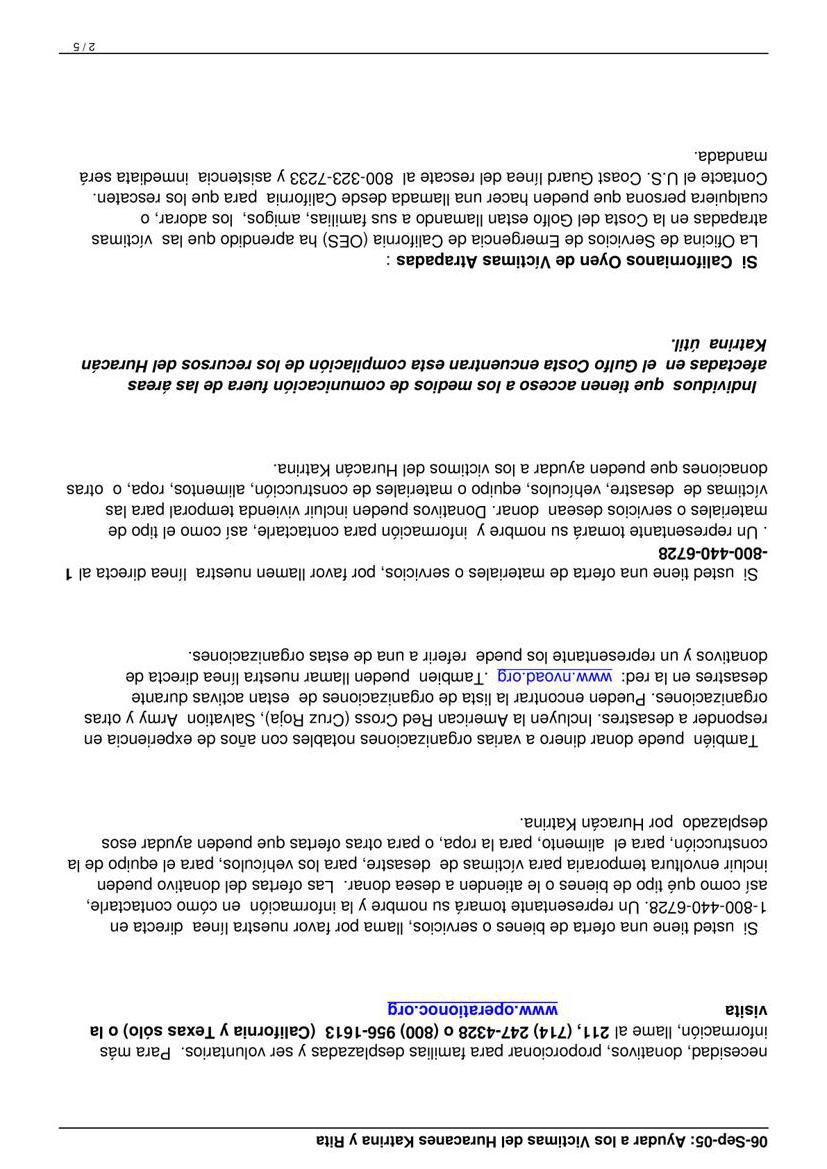 06-Sep-05: Ayudar a los Victimas del Huracanes Katrina y Rita
necesidad, donativos, proporcionar para familias desplazadas y ser voluntarios. Para más
información, llame al 211, (714) 247-4328 o (800) 956-1613 (California y Texas sólo) o la
visita www.operationoc.org
Si usted tiene una oferta de bienes o servicios, llama por favor nuestra línea directa en
1-800-440-6728. Un representante tomará su nombre y la información en cómo contactarle,
así como qué tipo de bienes o le atienden a desea donar. Las ofertas del donativo pueden
incluir envoltura temporaria para víctimas de desastre, para los vehículos, para el equipo de la
construcción, para el alimento, para la ropa, o para otras ofertas que pueden ayudar esos
desplazado por Huracán Katrina.
También puede donar dinero a varias organizaciones notables con años de experiencia en
responder a desastres. Incluyen la American Red Cross (Cruz Roja), Salvation Army y otras
organizaciones. Pueden encontrar la lista de organizaciones de estan activas durante
desastres en la red: www.nvoad.org .Tambien pueden llamar nuestra línea directa de
donativos y un representante los puede referir a una de estas organizaciones.
Si usted tiene una oferta de materiales o servicios, por favor llamen nuestra línea directa al 1
-800-440-6728
. Un representante tomará su nombre y información para contactarle, así como el tipo de
materiales o servicios desean donar. Donativos pueden incluir vivienda temporal para las
víctimas de desastre, vehículos, equipo o materiales de construcción, alimentos, ropa, o otras
donaciones que pueden ayudar a los victimos del Huracán Katrina.
Individuos que tienen acceso a los medios de comunicación fuera de las áreas
afectadas en el Gulfo Costa encuentran esta compilación de los recursos del Huracán
Katrina útil.
Si Californianos Oyen de Víctimas Atrapadas :
La Oficina de Servicios de Emergencia de California (OES) ha aprendido que las víctimas
atrapadas en la Costa del Golfo estan llamando a sus familias, amigos, los adorar, o
cualquiera persona que pueden hacer una llamada desde California para que los rescaten.
Contacte el U.S. Coast Guard línea del rescate al 800-323-7233 y asistencia inmediata será
mandada.
2 / 5